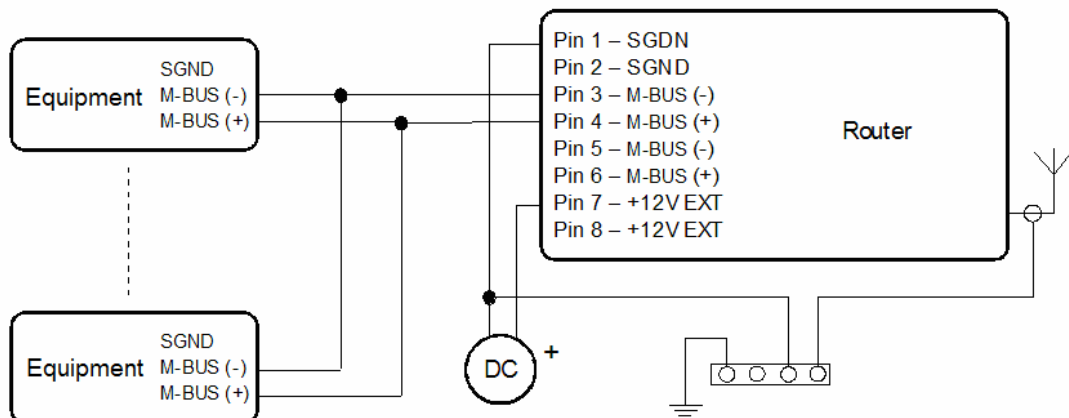 SGND
Equipment
M-BUS (-)
M-BUS (+)
Pin 1 – SGDN
Pin 2 – SGND
Pin 3 – M-BUS (-)
Pin 4 – M-BUS (+)
Pin 5 – M-BUS (-)
Pin 6 – M-BUS (+)
Pin 7 – +12V EXT
Pin 8 – +12V EXT
Router
SGND
Equipment
M-BUS (-)
M-BUS (+)
DC
+